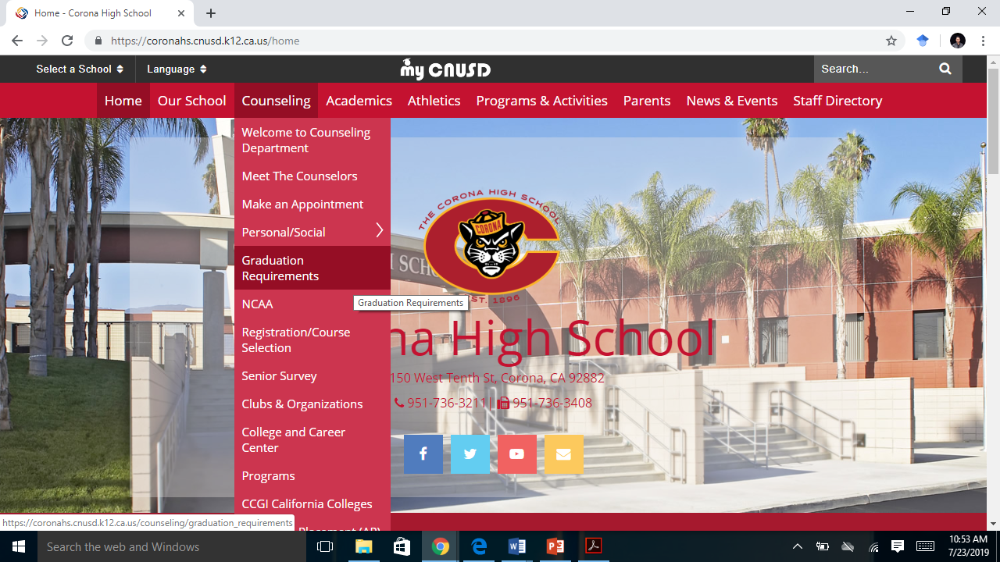 Home - Corona High School
https://coronahs.cnusd.k12.ca.us/home
Select a School
Language
my CNUSD
Search...
Home
Our School
Counseling
Academics
Athletics
Programs & Activities
Parents
News & Events
Staff Directory
Welcome to Counseling
Department
Meet The Counselors
Make an Appointment
Personal/Social
Graduation
Requirements
NCAA
Registration/Course
Selection
Senior Survey
Clubs & Organizations
College and Career
Center
Programs
CCGI California Colleges
Placement (AP)
Graduation Requirements
THE CORONA HIGH SCHOOL
CORONA
EST. 1896
HIGH SCHOOL
na High School
150 West Tenth St, Corona, CA 92882
951-736-3211| 951-736-3408
https://coronahs.cnusd.k12.ca.us/counseling/graduation_requirements
Search the web and Windows
10:53 AM
7/23/2019